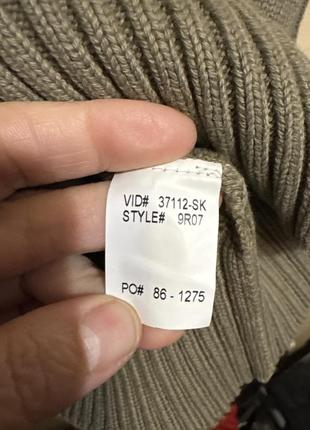 VID# 37112-SK
STYLE# 9R07
PO# 86 - 1275